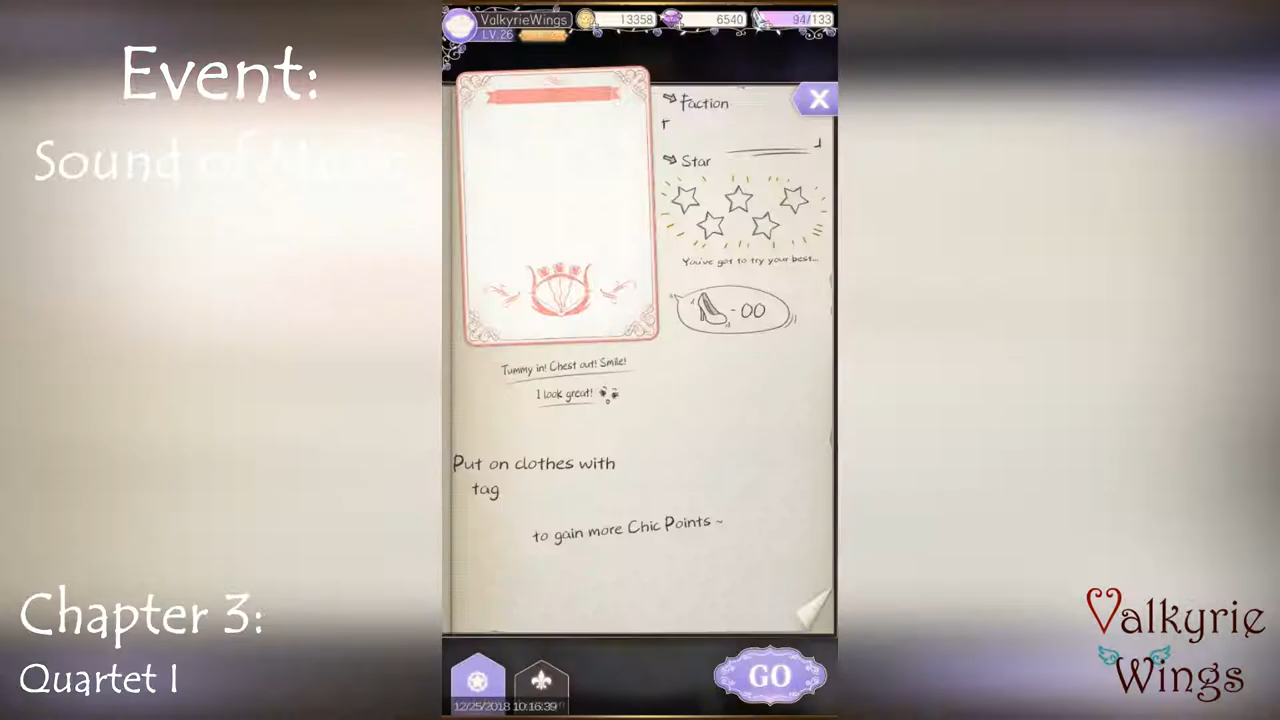 Event:
Sound of
Chapter 3:
Quartet I
ValkyrieWings
LV.26
13358
6540
94/133
X
Faction
Star
You've got to try your best...
-00
Tummy in! Chest out! Smile!
I look great!
Put on clothes with
tag
to gain more Chic Points ~
GO
12/25/2018 10:16:39
Valkyrie
Wings